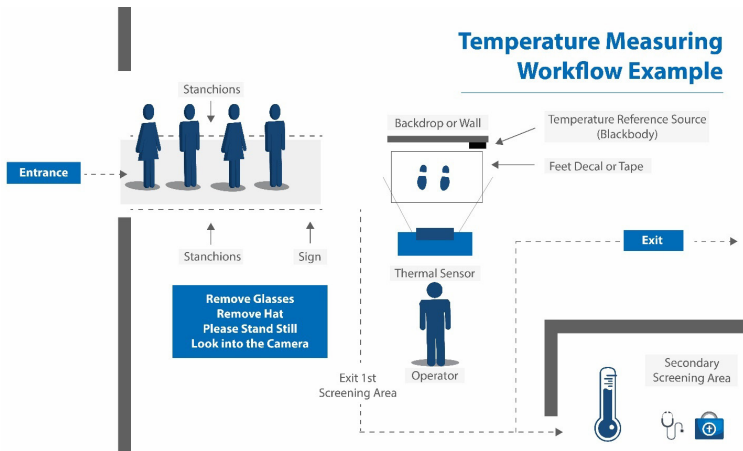 Temperature Measuring
Workflow Example
Stanchions
Backdrop or Wall
Temperature Reference Source
(Blackbody)
Feet Decal or Tape
Entrance
Exit
Stanchions
Sign
Thermal Sensor
Remove Glasses
Remove Hat
Please Stand Still
Look into the Camera
Operator
Exit 1st
Screening Area
Secondary
Screening Area